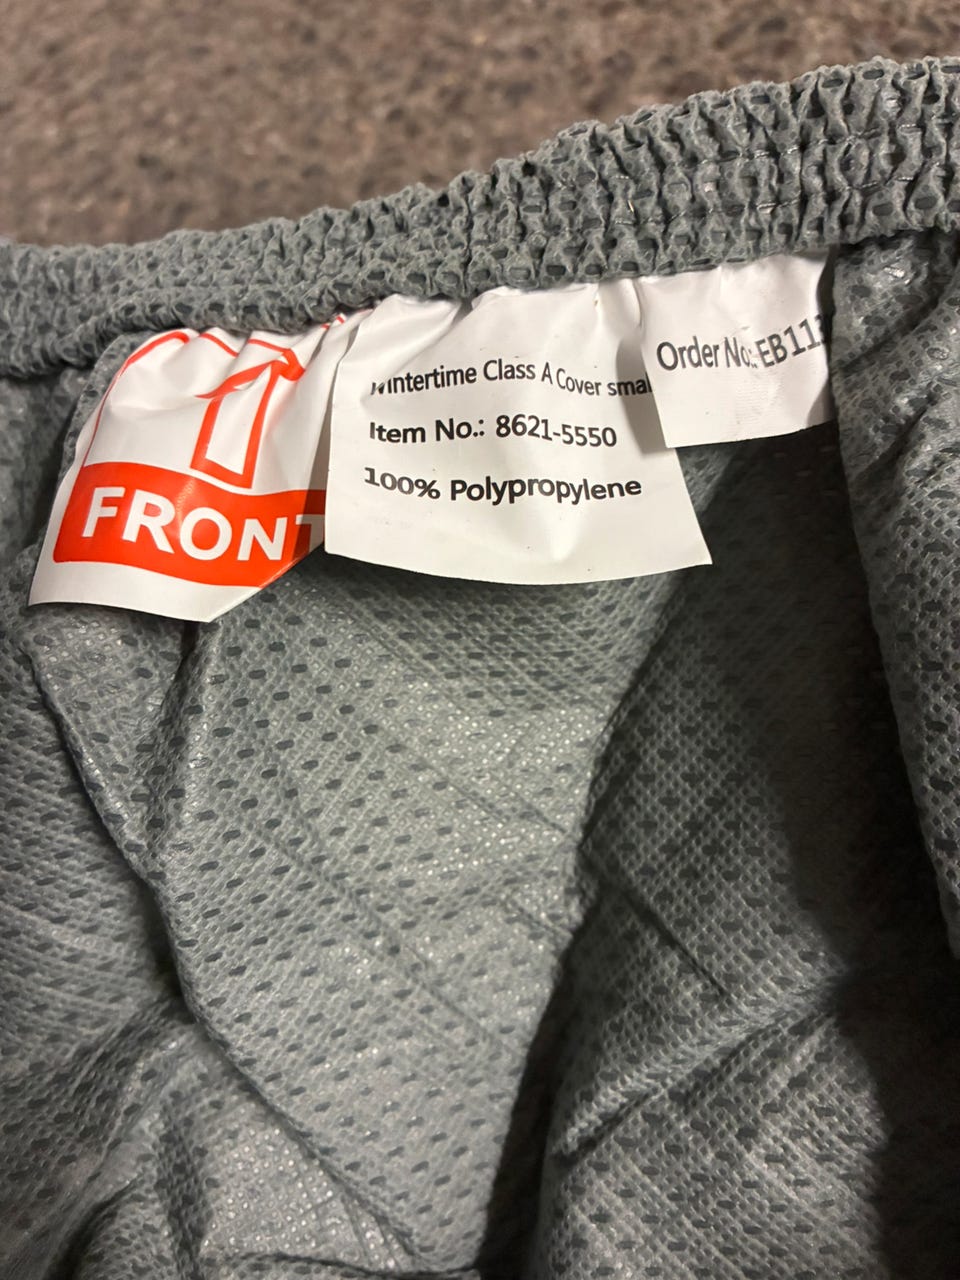 FRONT
Wintertime Class A Cover small
Item No.: 8621-5550
100% Polypropylene
Order No.:EB11